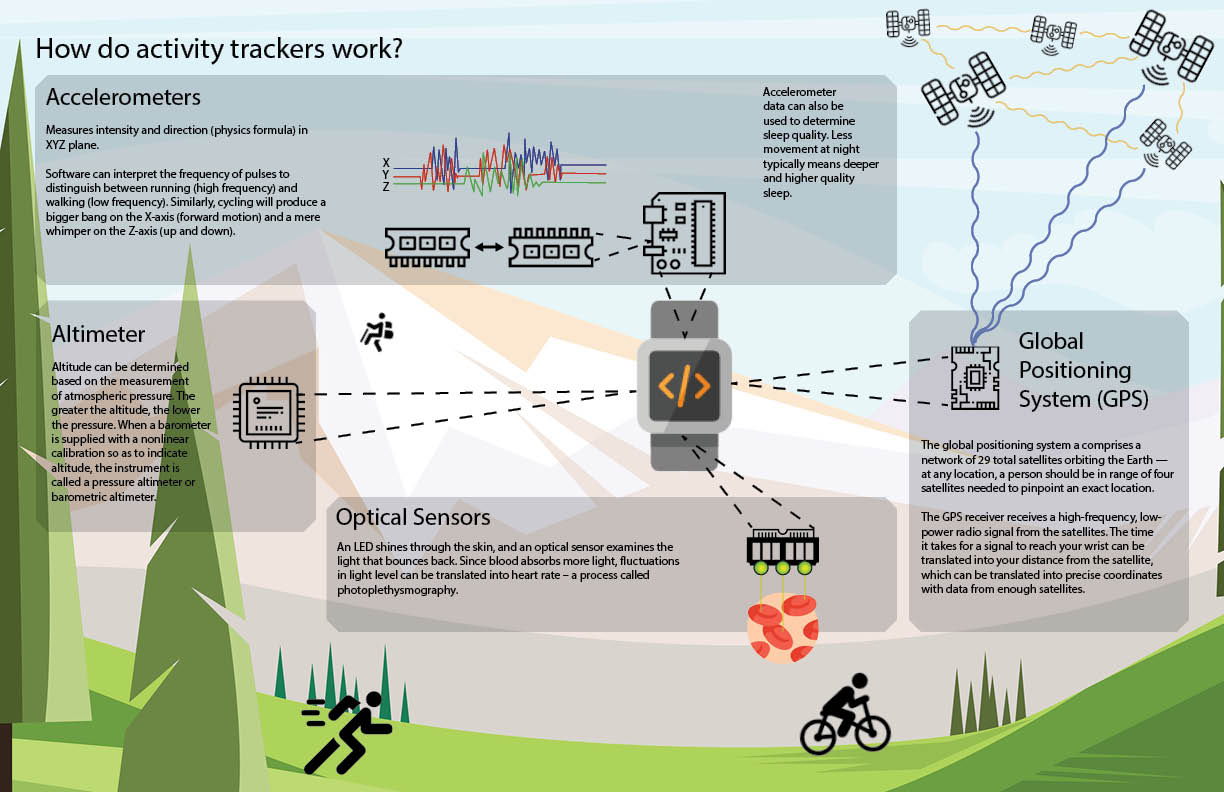 How do activity trackers work?
Accelerometers
Measures intensity and direction (physics formula) in
XYZ plane.
Software can interpret the frequency of pulses to
distinguish between running (high frequency) and
walking (low frequency). Similarly, cycling will produce a
bigger bang on the X-axis (forward motion) and a mere
whimper on the Z-axis (up and down).
X
Y
Z
Accelerometer
data can also be
used to determine
sleep quality. Less
movement at night
typically means deeper
and higher quality
sleep.
Altimeter
Altitude can be determined
based on the measurement
of atmospheric pressure. The
greater the altitude, the lower
the pressure. When a barometer
is supplied with a nonlinear
calibration so as to indicate
altitude, the instrument is
called a pressure altimeter or
barometric altimeter.
</>
Global
Positioning
System (GPS)
The global positioning system a comprises a
network of 29 total satellites orbiting the Earth —
at any location, a person should be in range of four
satellites needed to pinpoint an exact location.
The GPS receiver receives a high-frequency, low-
power radio signal from the satellites. The time
it takes for a signal to reach your wrist can be
translated into your distance from the satellite,
which can be translated into precise coordinates
with data from enough satellites.
Optical Sensors
An LED shines through the skin, and an optical sensor examines the
light that bounces back. Since blood absorbs more light, fluctuations
in light level can be translated into heart rate – a process called
photoplethysmography.